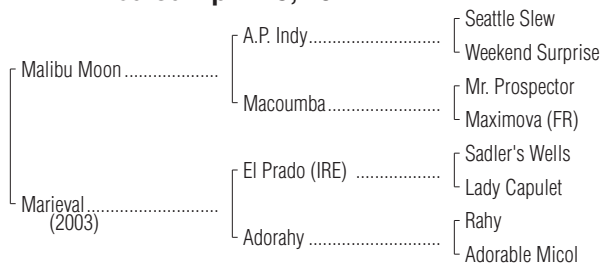 Seattle Slew
A.P. Indy
Weekend Surprise
Malibu Moon
Mr. Prospector
Macoumba
Maximova (FR)
Sadler's Wells
El Prado (IRE)
Lady Capulet
Marieval
(2003)
Rahy
Adorahy
Adorable Micol